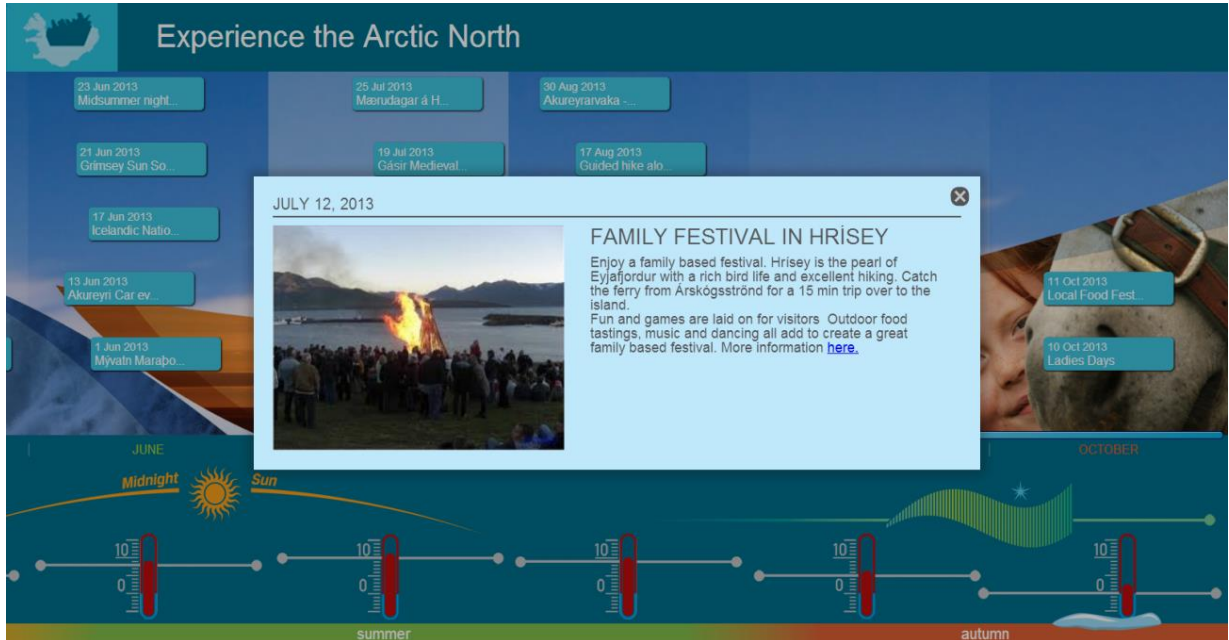 Experience the Arctic North
23 Jun 2013
Midsummer night...
25 Jul 2013
Mærudagar á H...
30 Aug 2013
Akureyrarvaka -...
21 Jun 2013
Grímsey Sun So...
19 Jul 2013
Gásir Medieval...
17 Aug 2013
Guided hike alo...
17 Jun 2013
Icelandic Natio...
13 Jun 2013
Akureyri Car ev...
1 Jun 2013
Mývatn Maraþo...
JULY 12, 2013
FAMILY FESTIVAL IN HRÍSEY
Enjoy a family based festival. Hrisey is the pearl of
Eyjafjordur with a rich bird life and excellent hiking. Catch
the ferry from Árskógsströnd for a 15 min trip over to the
island.
Fun and games are laid on for visitors  Outdoor food
tastings, music and dancing all add to create a great
family based festival. More information here.
11 Oct 2013
Local Food Fest...
10 Oct 2013
Ladies Days
JUNE
OCTOBER
Midnight Sun
10
0
10
0
10
0
10
0
10
0
summer
autumn